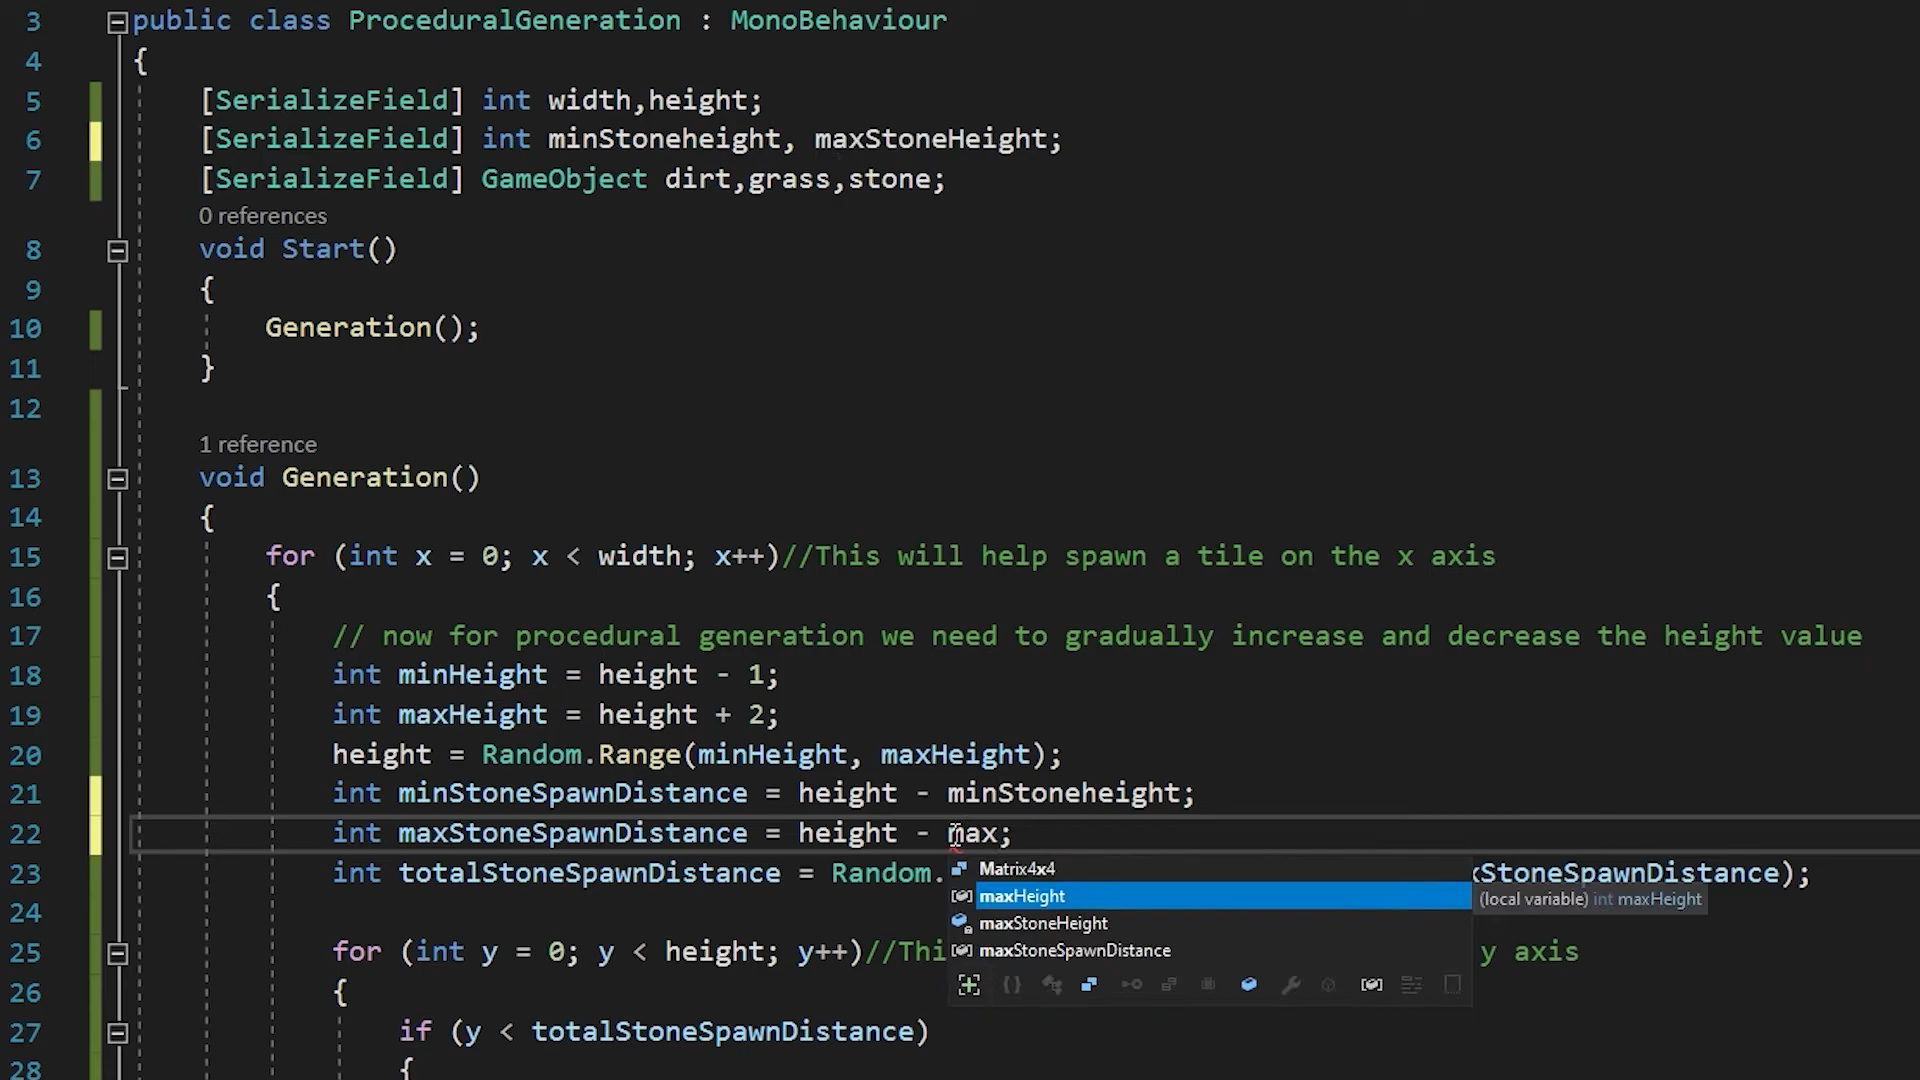 3 public class ProceduralGeneration : MonoBehaviour
4 {
5 [SerializeField] int width,height;
6 [SerializeField] int minStoneheight, maxStoneHeight;
7 [SerializeField] GameObject dirt,grass,stone;
0 references
8 void Start()
9 {
10 Generation();
11 }
12
1 reference
13 void Generation()
14 {
15 for (int x = 0; x < width; x++)//This will help spawn a tile on the x axis
16 {
17 // now for procedural generation we need to gradually increase and decrease the height value
18 int minHeight = height - 1;
19 int maxHeight = height + 2;
20 height = Random.Range(minHeight, maxHeight);
21 int minStoneSpawnDistance = height - minStoneheight;
22 int maxStoneSpawnDistance = height - max;
23 int totalStoneSpawnDistance = Random. StoneSpawnDistance);
Matrix4x4
maxHeight (local variable) int maxHeight
maxStoneHeight
maxStoneSpawnDistance
24
25 for (int y = 0; y < height; y++)//Thi y axis
26 {
27 if (y < totalStoneSpawnDistance)
28 {